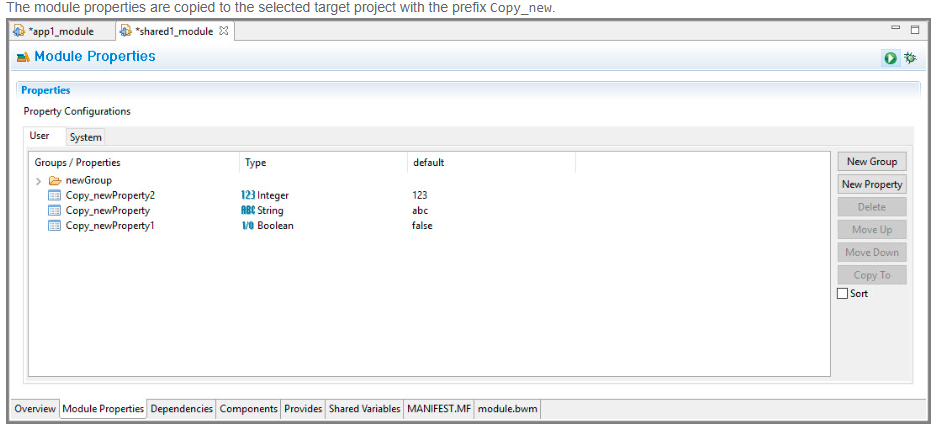 The module properties are copied to the selected target project with the prefix Copy_new.
*app1_module *shared1_module
Module Properties
Properties
Property Configurations
User System
Groups / Properties Type default
newGroup
Copy_newProperty2 123 Integer 123
Copy_newProperty ABC String abc
Copy_newProperty1 1/0 Boolean false
New Group
New Property
Delete
Move Up
Move Down
Copy To
Sort
Overview Module Properties Dependencies Components Provides Shared Variables MANIFEST.MF module.bwm